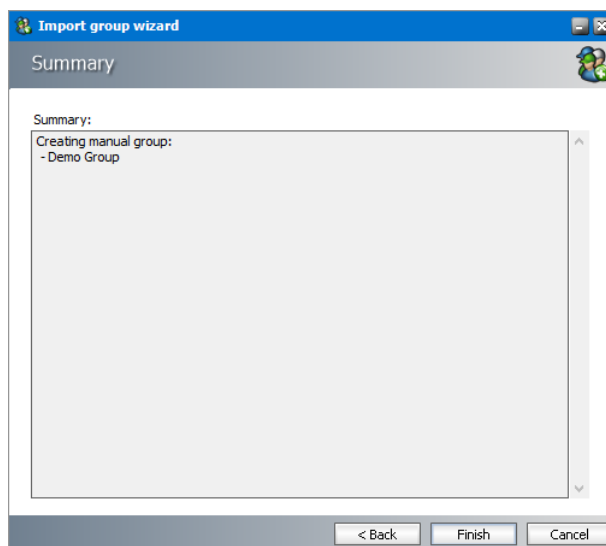 Import group wizard
Summary
Summary:
Creating manual group:
- Demo Group
< Back
Finish
Cancel